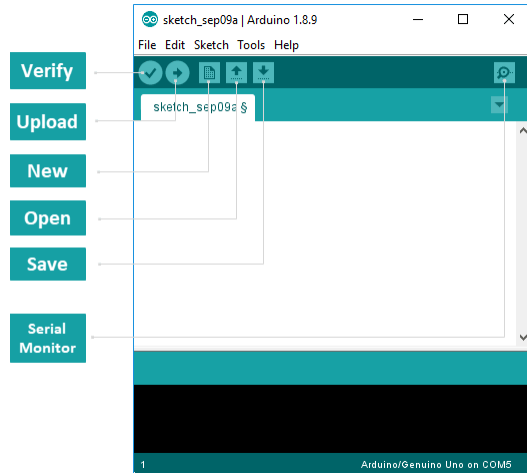 sketch_sep09a | Arduino 1.8.9
File Edit Sketch Tools Help
sketch_sep09a §
Verify
Upload
New
Open
Save
Serial
Monitor
1
Arduino/Genuino Uno on COM5